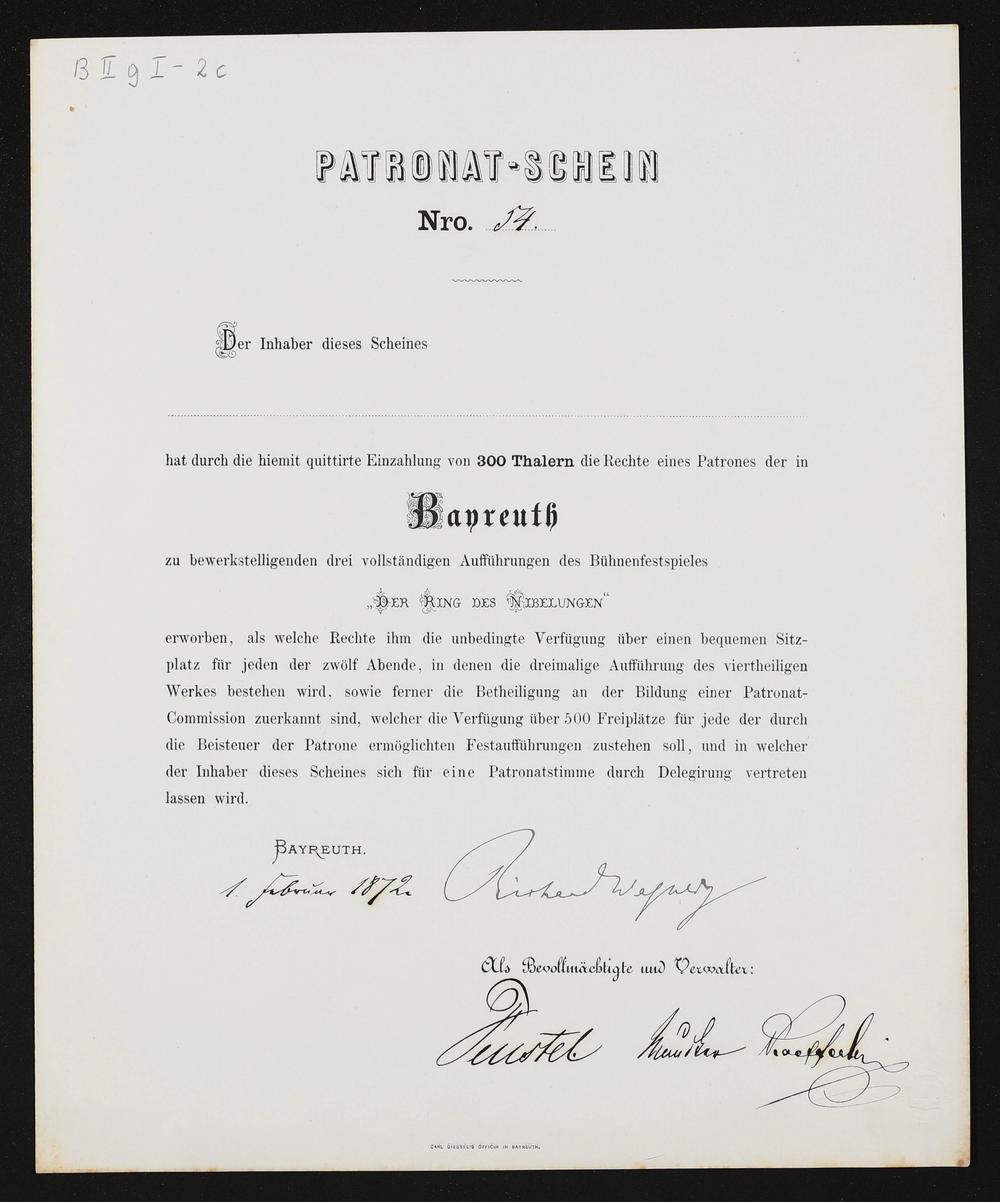 B II g I - 2c
PATRONAT-SCHEIN
Nro. 54.
Der Inhaber dieses Scheines
hat durch die hiemit quittirte Einzahlung von 300 Thalern die Rechte eines Patrones der in
Bayreuth
zu bewerkstelligenden drei vollständigen Aufführungen des Bühnenfestspieles
„DER RING DES NIBELUNGEN“
erworben, als welche Rechte ihm die unbedingte Verfügung über einen bequemen Sitz-
platz für jeden der zwölf Abende, in denen die dreimalige Aufführung des viertheiligen
Werkes bestehen wird, sowie ferner die Betheiligung an der Bildung einer Patronat-
Commission zuerkannt sind, welcher die Verfügung über 500 Freiplätze für jede der durch
die Beisteuer der Patrone ermöglichten Festaufführungen zustehen soll, und in welcher
der Inhaber dieses Scheines sich für eine Patronatstimme durch Delegirung vertreten
lassen wird.
BAYREUTH.
1. Februar 1872. Richard Wagner
Als Bevollmächtigte und Verwalter:
Feustel Muncker
CARL GIESSEL'S OFFICIN IN BAYREUTH.